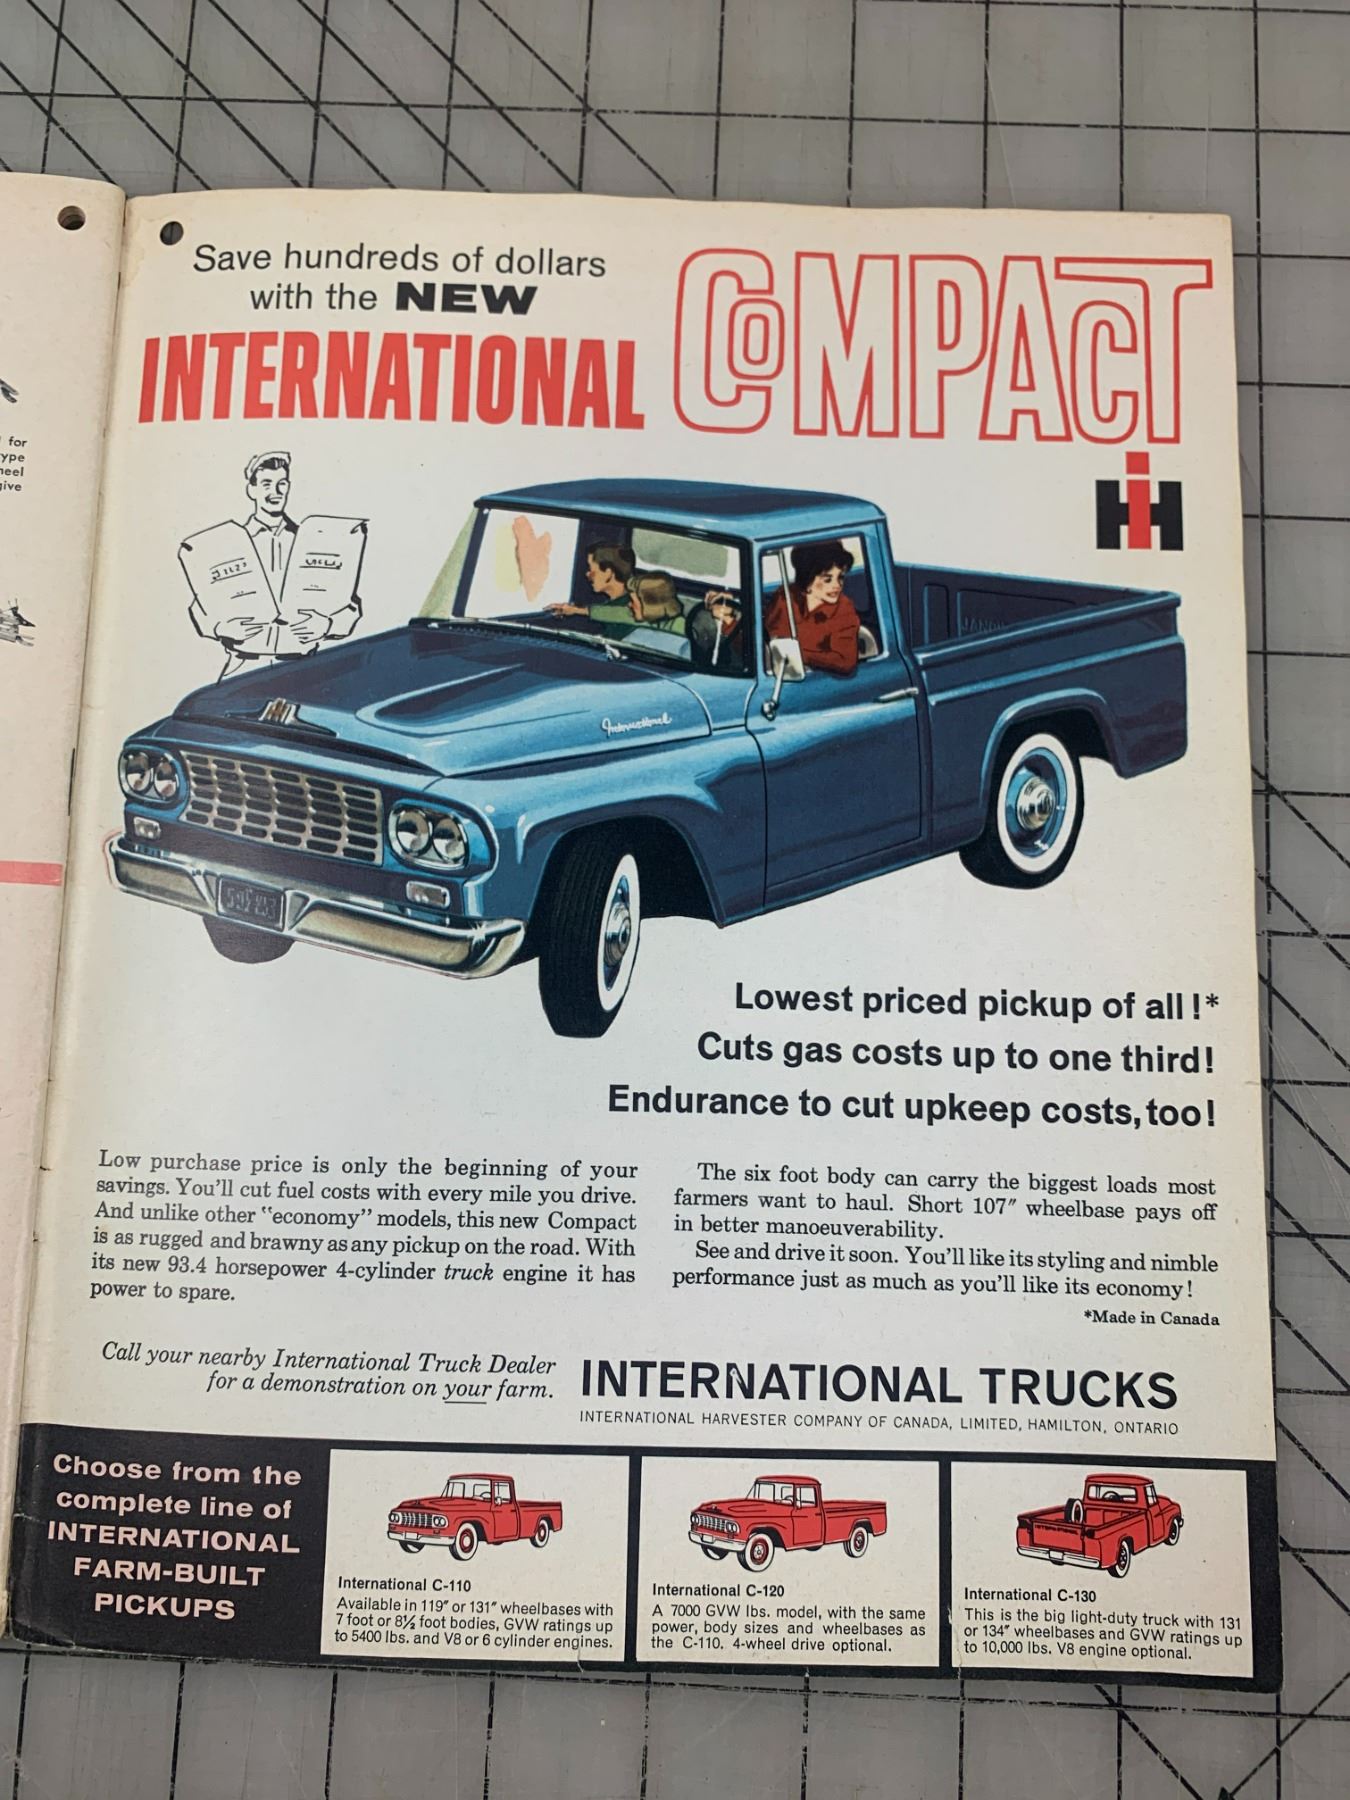 for
ype
heel
give
Save hundreds of dollars
with the NEW
INTERNATIONAL COMPACT
IH
International
Lowest priced pickup of all!*
Cuts gas costs up to one third!
Endurance to cut upkeep costs, too!
Low purchase price is only the beginning of your
savings. You'll cut fuel costs with every mile you drive.
And unlike other "economy" models, this new Compact
is as rugged and brawny as any pickup on the road. With
its new 93.4 horsepower 4-cylinder truck engine it has
power to spare.
The six foot body can carry the biggest loads most
farmers want to haul. Short 107" wheelbase pays off
in better manoeuverability.
See and drive it soon. You'll like its styling and nimble
performance just as much as you'll like its economy!
*Made in Canada
Call your nearby International Truck Dealer
for a demonstration on your farm.
INTERNATIONAL TRUCKS
INTERNATIONAL HARVESTER COMPANY OF CANADA, LIMITED, HAMILTON, ONTARIO
Choose from the
complete line of
INTERNATIONAL
FARM-BUILT
PICKUPS
International C-110
Available in 119" or 131" wheelbases with
7 foot or 8½ foot bodies, GVW ratings up
to 5400 lbs. and V8 or 6 cylinder engines.
International C-120
A 7000 GVW lbs. model, with the same
power, body sizes and wheelbases as
the C-110. 4-wheel drive optional.
INTERNATIONAL
International C-130
This is the big light-duty truck with 131
or 134" wheelbases and GVW ratings up
to 10,000 lbs. V8 engine optional.